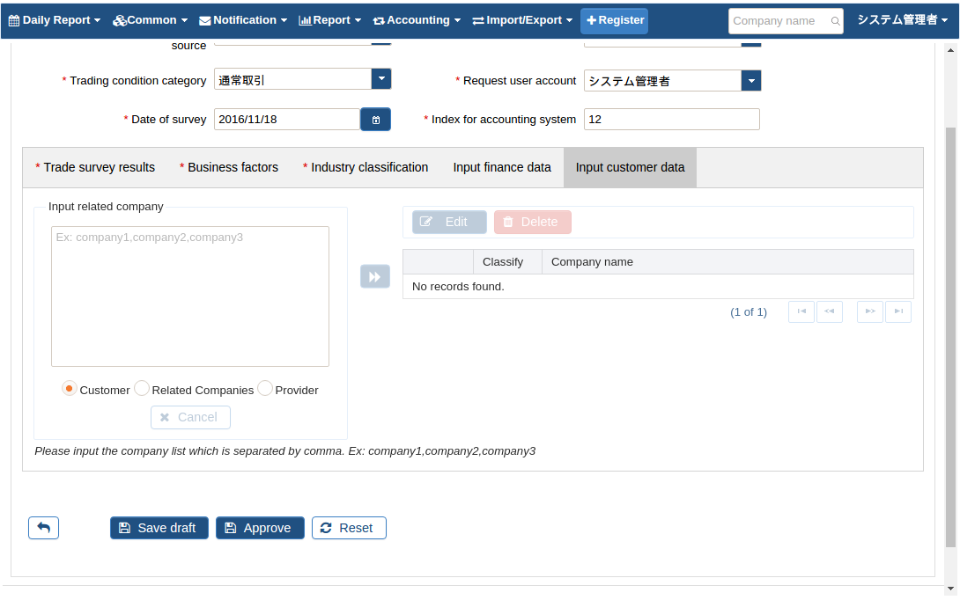 Daily Report Common Notification Report Accounting Import/Export +Register Company name システム管理者
source
* Trading condition category 通常取引 * Request user account システム管理者
* Date of survey 2016/11/18 * Index for accounting system 12
* Trade survey results * Business factors * Industry classification Input finance data Input customer data
Input related company
Edit Delete
Ex: company1,company2,company3
Classify Company name
No records found.
(1 of 1)
Customer Related Companies Provider
Cancel
Please input the company list which is separated by comma. Ex: company1,company2,company3
Save draft Approve Reset